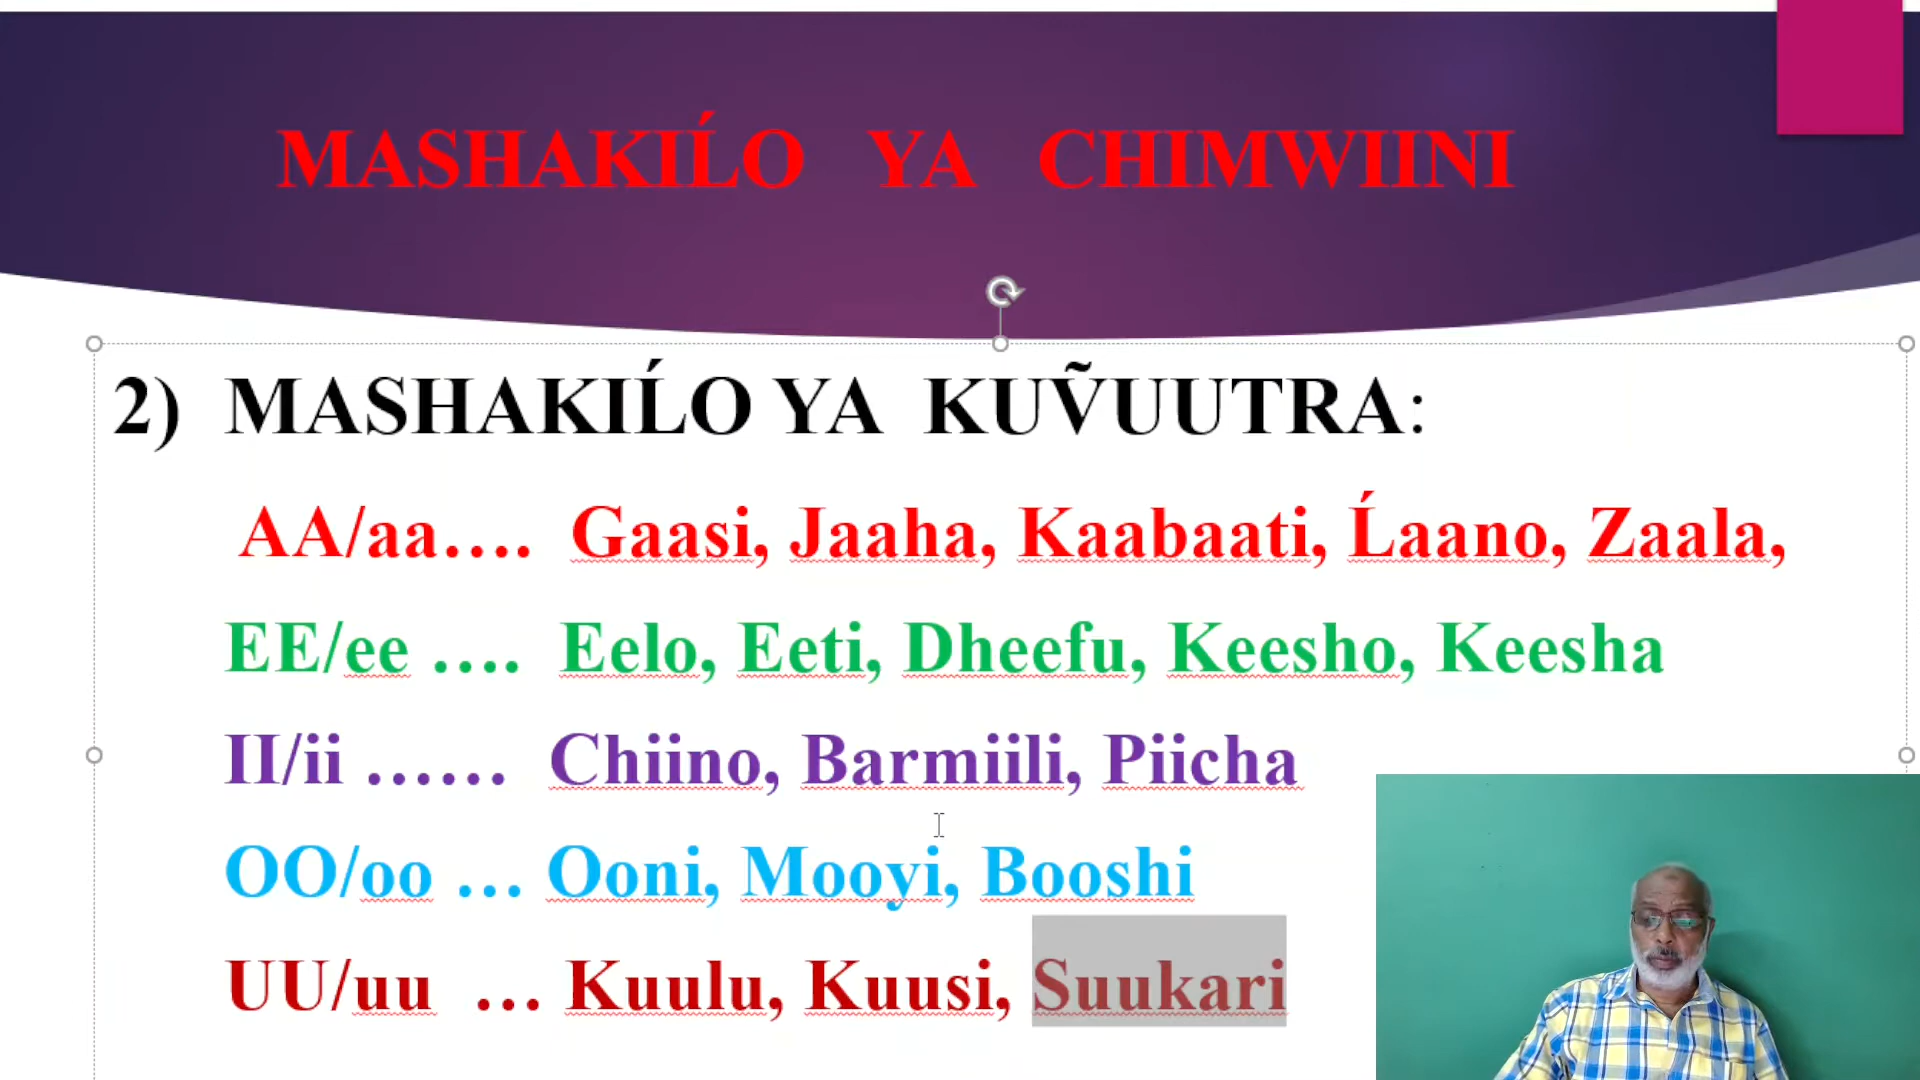 MASHAKIĹO YA CHIMWIINI
2) MASHAKIĹO YA KUṼUUTRA:
AA/aa…. Gaasi, Jaaha, Kaabaati, Ĺaano, Zaala,
EE/ee …. Eelo, Eeti, Dheefu, Keesho, Keesha
II/ii …… Chiino, Barmiili, Piicha
OO/oo … Ooni, Mooyi, Booshi
UU/uu … Kuulu, Kuusi, Suukari